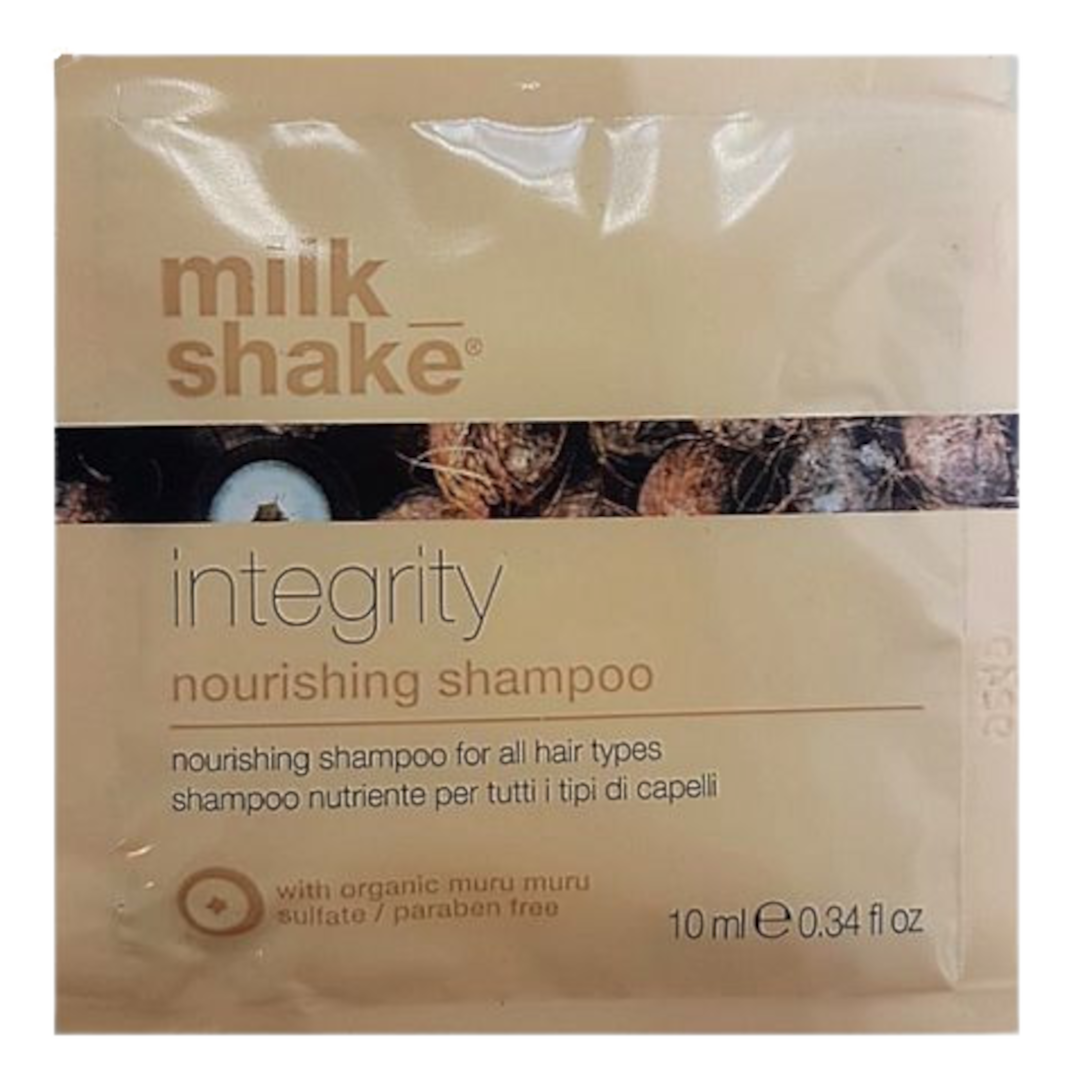 milk
shake®
integrity
nourishing shampoo
nourishing shampoo for all hair types
shampoo nutriente per tutti i tipi di capelli
with organic muru muru
sulfate / paraben free
10 ml ℮ 0.34 fl oz